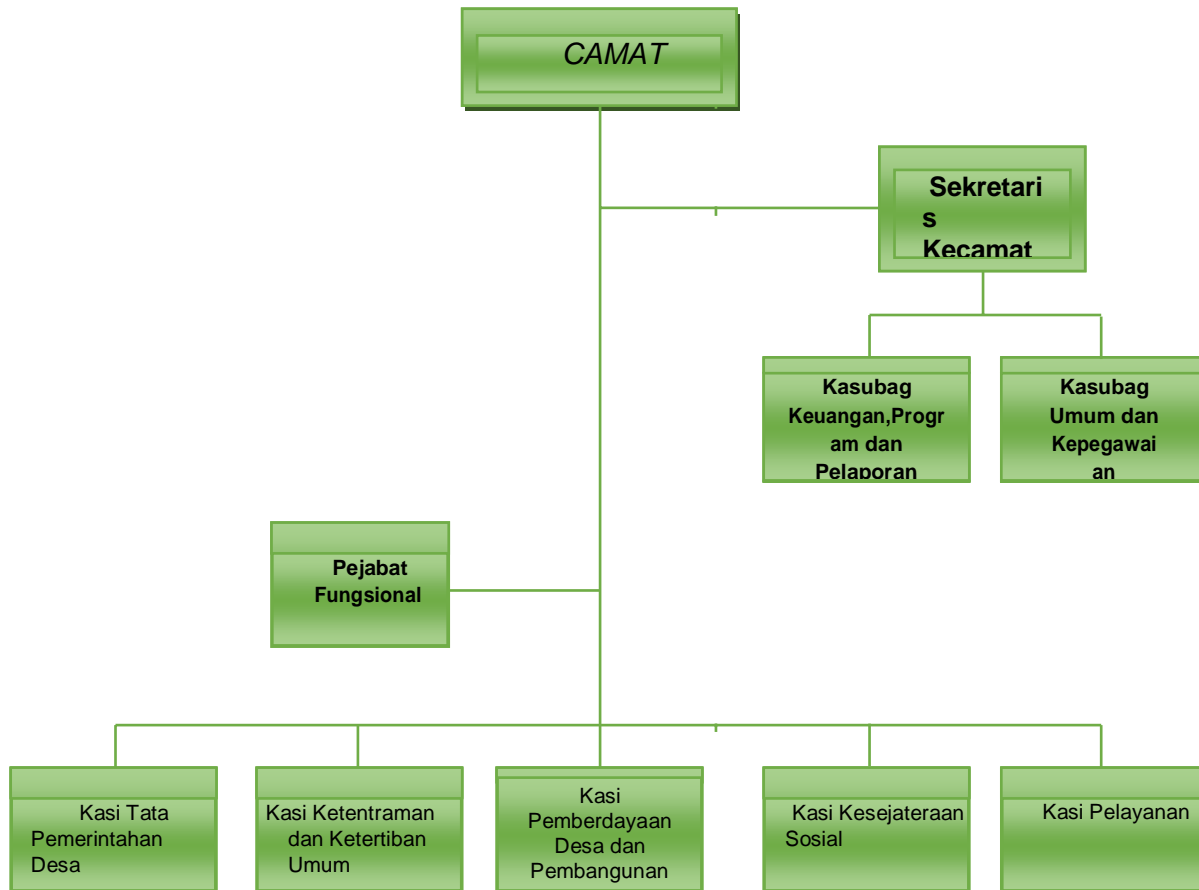 CAMAT
Sekretari
s
Kecamat
Kasubag
Keuangan,Progr
am dan
Pelaporan
Kasubag
Umum dan
Kepegawai
an
Pejabat
Fungsional
Kasi Tata
Pemerintahan
Desa
Kasi Ketentraman
dan Ketertiban
Umum
Kasi
Pemberdayaan
Desa dan
Pembangunan
Kasi Kesejateraan
Sosial
Kasi Pelayanan